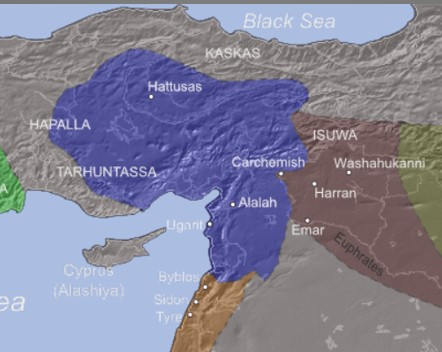 Black Sea
KASKAS
Hattusas
HAPALLA
ISUWA
Carchemish
Washahukanni
TARHUNTASSA
Harran
A
Alalah
Ugarit
Emar
Euphrates
Cyprus
(Alashiya)
Byblos
Sidon
Tyre
ea